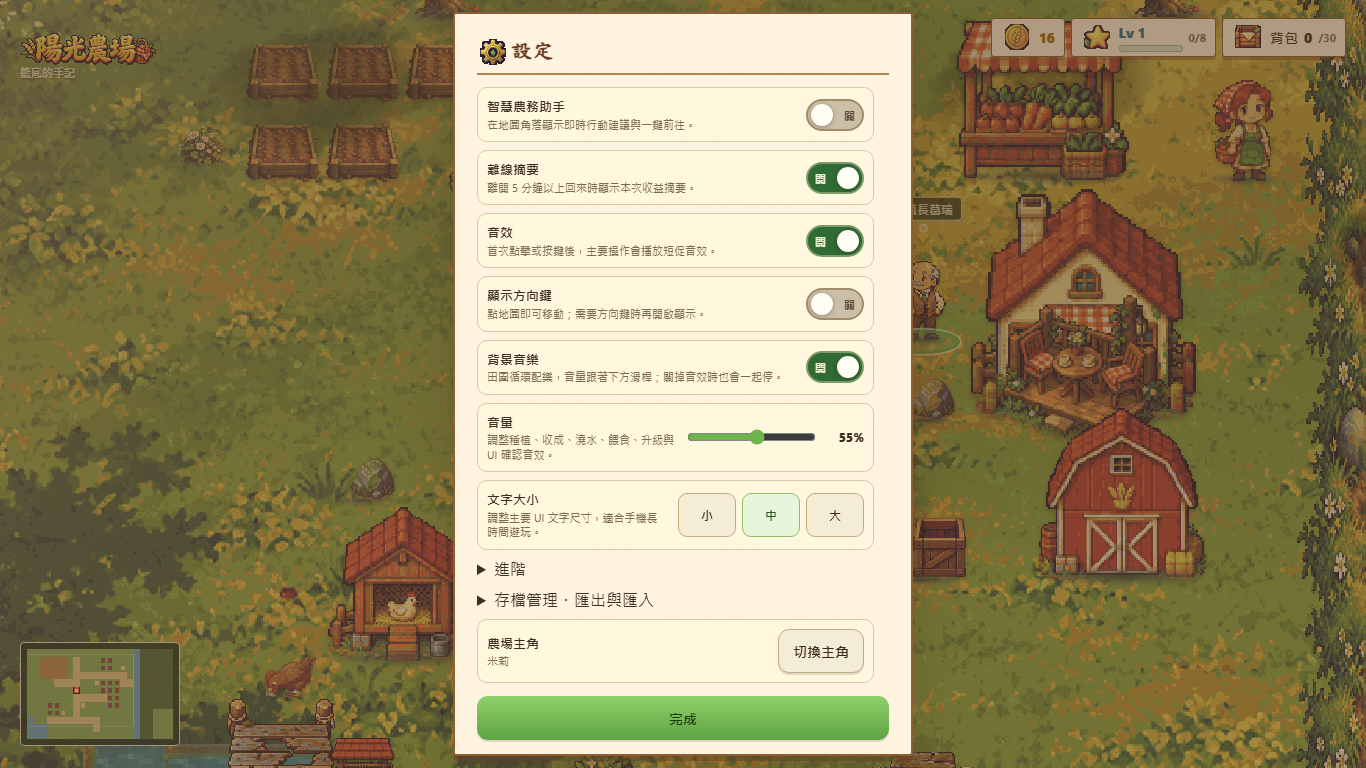 陽光農場
籃底的手記
16
Lv 1
0/8
背包 0 /30
設定
智慧農務助手
在地圖角落顯示即時行動建議與一鍵前往。
關
離線摘要
離開 5 分鐘以上回來時顯示本次收益摘要。
開
音效
首次點擊或按鍵後，主要操作會播放短促音效。
開
顯示方向鍵
點地圖即可移動；需要方向鍵時再開啟顯示。
關
背景音樂
田園循環配樂，音量跟著下方滑桿；關掉音效時也會一起停。
開
音量
調整種植、收成、澆水、餵食、升級與
UI 確認音效。
55%
文字大小
調整主要 UI 文字尺寸，適合手機長
時間遊玩。
小
中
大
進階
存檔管理 · 匯出與匯入
農場主角
米莉
切換主角
完成
長葛瑞